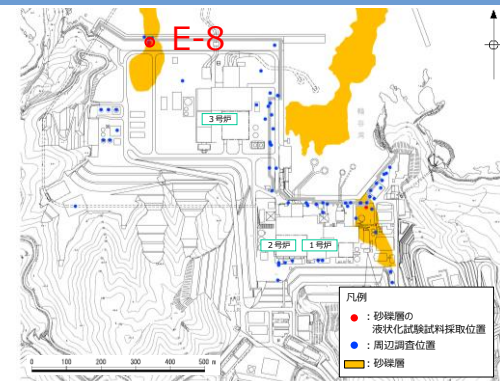 E-8
3号炉
2号炉
1号炉
凡例
：砂礫層の
液状化試験試料採取位置
：周辺調査位置
：砂礫層
0 100 200 300 400 500 m